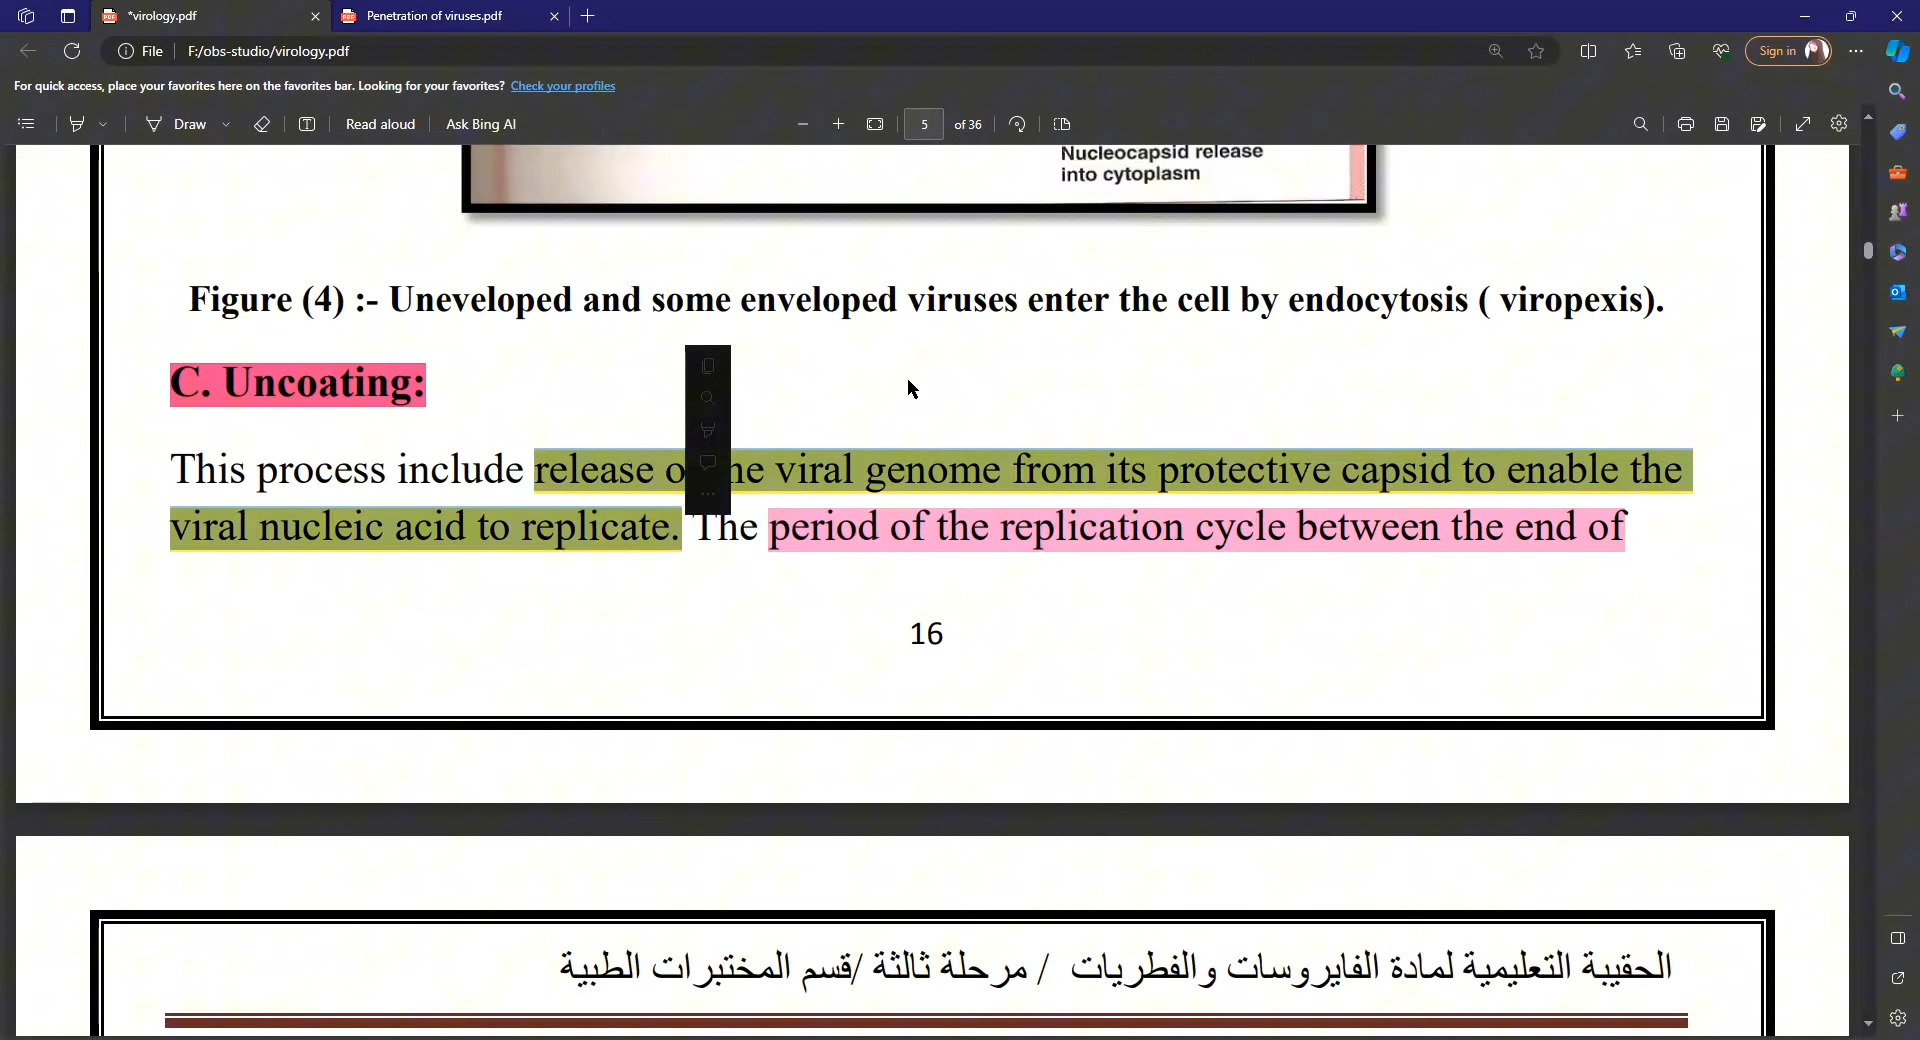 *virology.pdf
Penetration of viruses.pdf
File
F:/obs-studio/virology.pdf
Sign in
For quick access, place your favorites here on the favorites bar. Looking for your favorites? Check your profiles
Draw
Read aloud
Ask Bing AI
5 of 36
Nucleocapsid release
into cytoplasm
Figure (4) :- Uneveloped and some enveloped viruses enter the cell by endocytosis ( viropexis).
C. Uncoating:
This process include release o he viral genome from its protective capsid to enable the
viral nucleic acid to replicate. The period of the replication cycle between the end of
16
الحقيبة التعليمية لمادة الفايروسات والفطريات / مرحلة ثالثة /قسم المختبرات الطبية